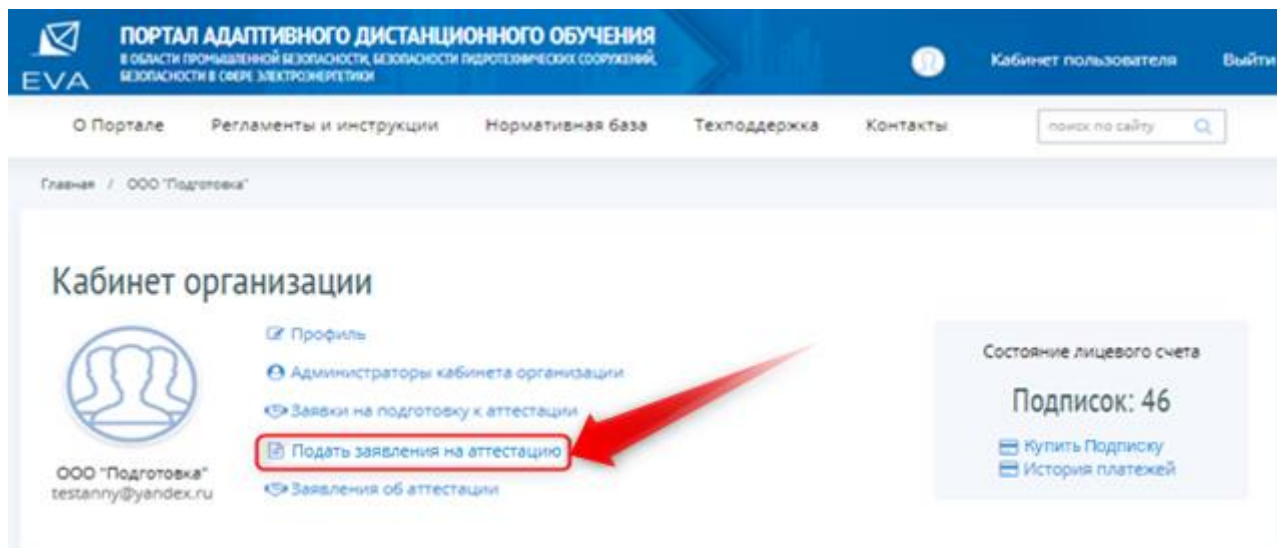 EVA
ПОРТАЛ АДАПТИВНОГО ДИСТАНЦИОННОГО ОБУЧЕНИЯ
В ОБЛАСТИ ПРОМЫШЛЕННОЙ БЕЗОПАСНОСТИ, БЕЗОПАСНОСТИ ГИДРОТЕХНИЧЕСКИХ СООРУЖЕНИЙ,
БЕЗОПАСНОСТИ В СФЕРЕ ЭЛЕКТРОЭНЕРГЕТИКИ
Кабинет пользователя Выйти
О Портале Регламенты и инструкции Нормативная база Техподдержка Контакты поиск по сайту
Главная / ООО "Подготовка"
Кабинет организации
Профиль
Администраторы кабинета организации
Заявки на подготовку к аттестации
Подать заявления на аттестацию
Заявления об аттестации
ООО "Подготовка"
testanny@yandex.ru
Состояние лицевого счета
Подписок: 46
Купить Подписку
История платежей